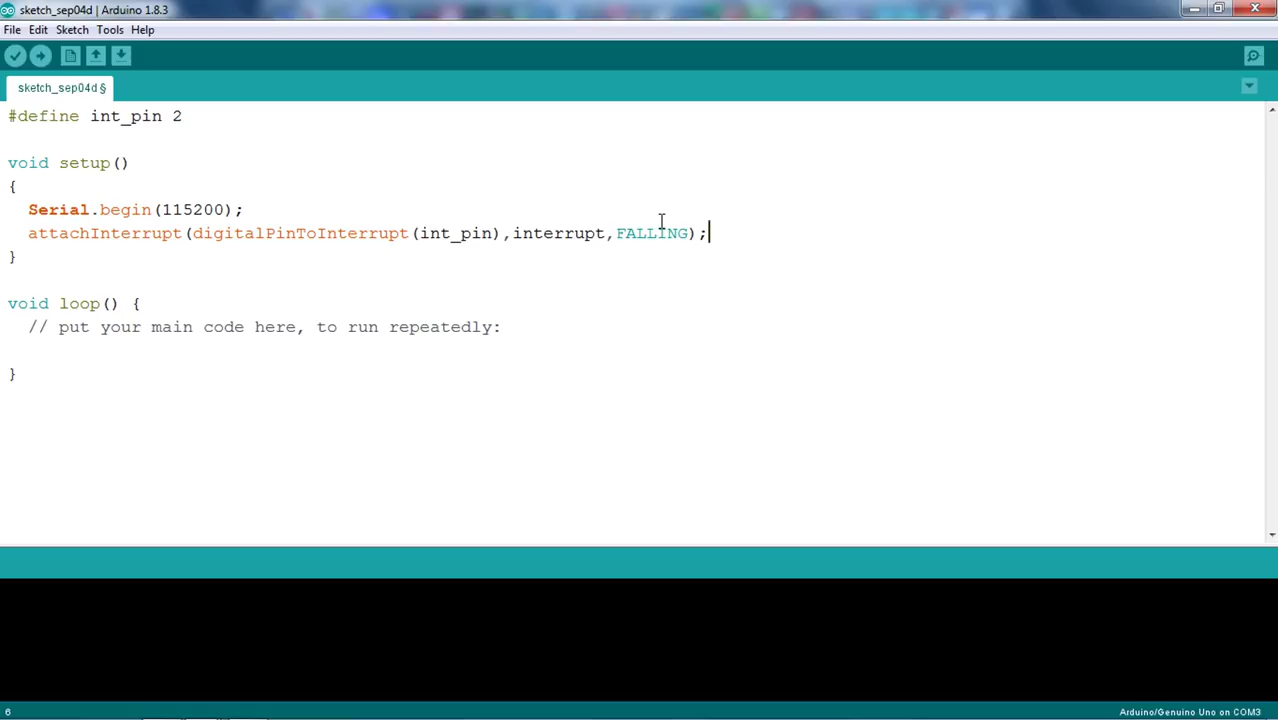 sketch_sep04d | Arduino 1.8.3
File Edit Sketch Tools Help
sketch_sep04d §
#define int_pin 2
void setup()
{
Serial.begin(115200);
attachInterrupt(digitalPinToInterrupt(int_pin),interrupt,FALLING);
}
void loop() {
// put your main code here, to run repeatedly:
}
6 Arduino/Genuino Uno on COM3